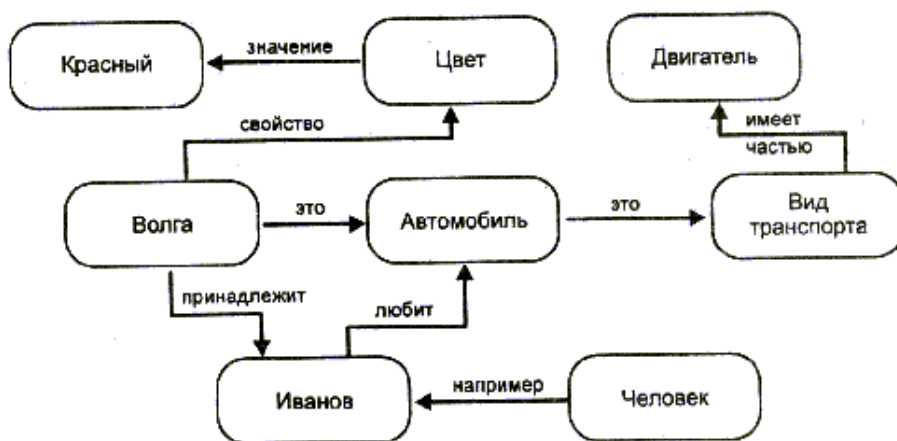 Красный
значение
Цвет
Двигатель
свойство
имеет
частью
Волга
это
Автомобиль
это
Вид
транспорта
принадлежит
любит
Иванов
например
Человек